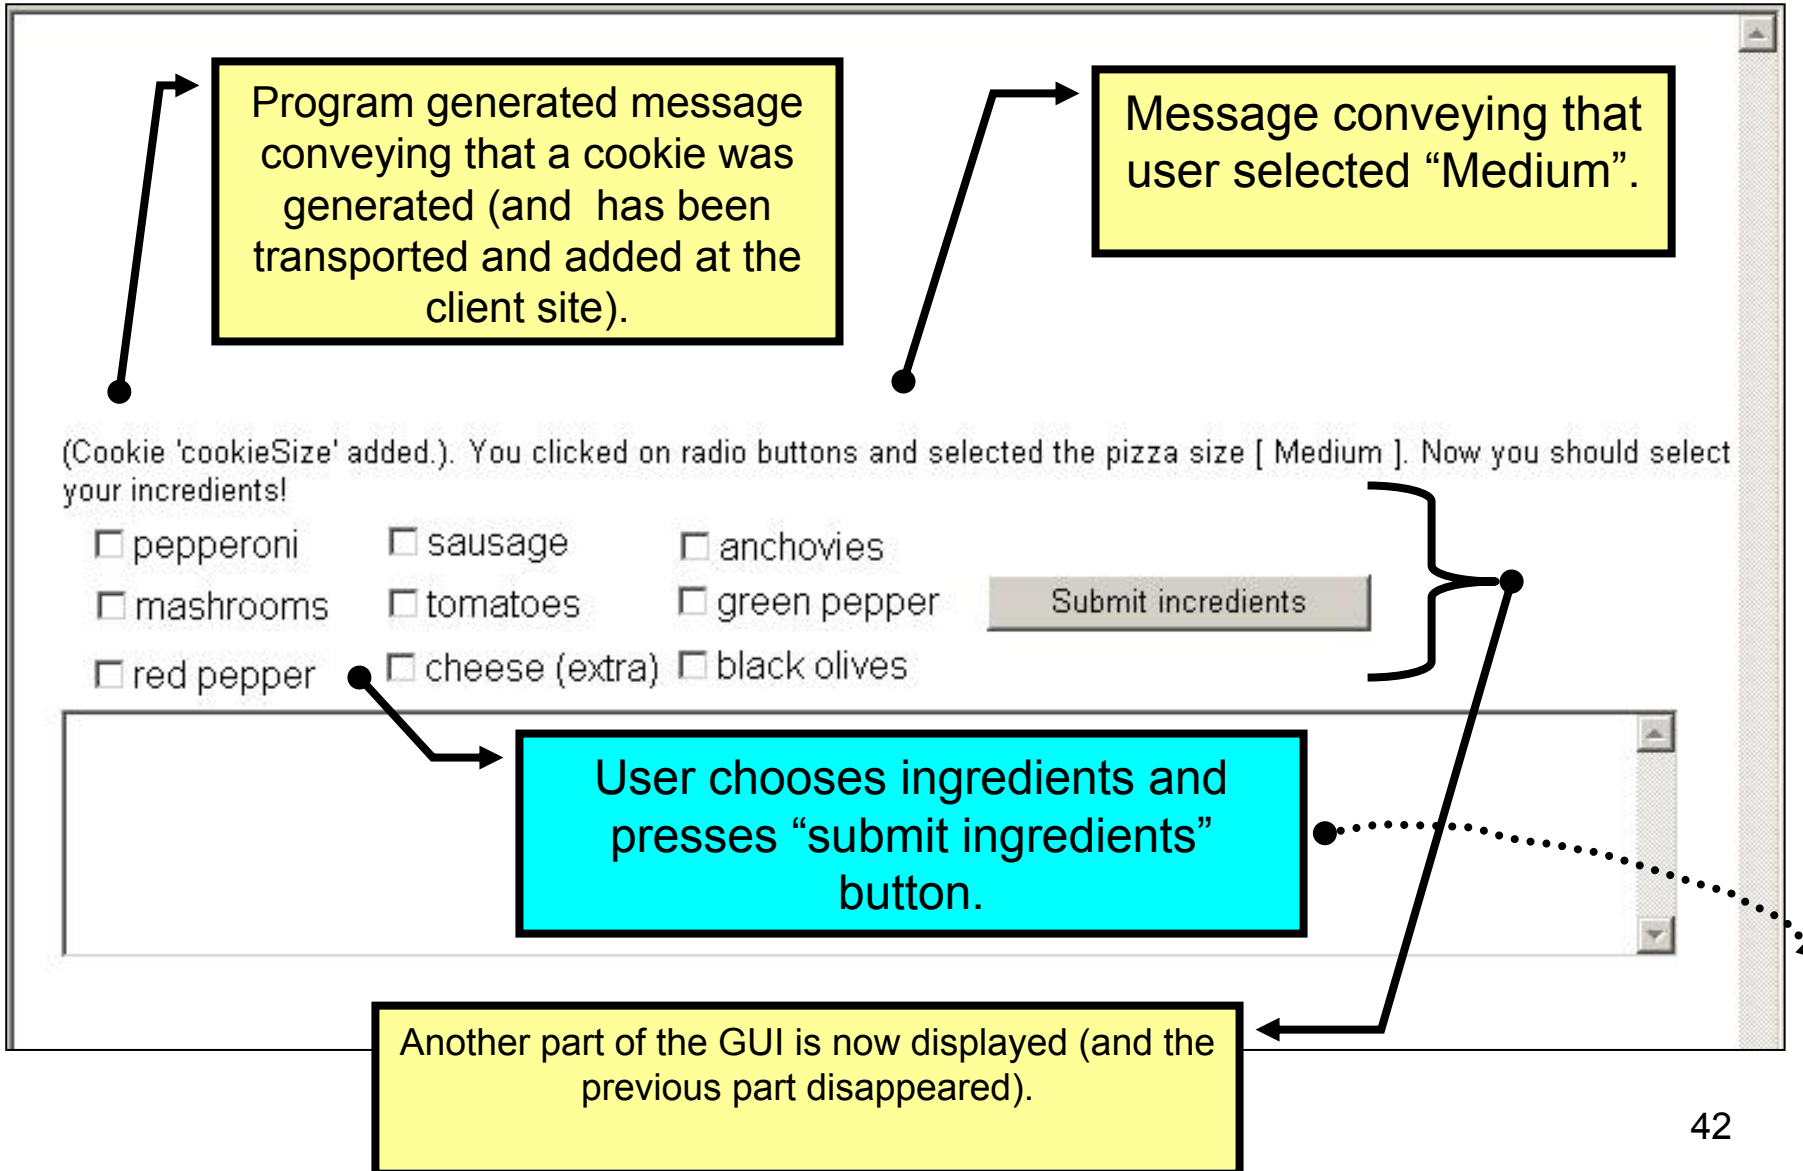 Program generated message
conveying that a cookie was
generated (and has been
transported and added at the
client site).
Message conveying that
user selected “Medium”.
(Cookie 'cookieSize' added.). You clicked on radio buttons and selected the pizza size [ Medium ]. Now you should select
your incredients!
pepperoni sausage anchovies
mashrooms tomatoes green pepper Submit incredients
red pepper cheese (extra) black olives
User chooses ingredients and
presses “submit ingredients”
button.
Another part of the GUI is now displayed (and the
previous part disappeared).
42